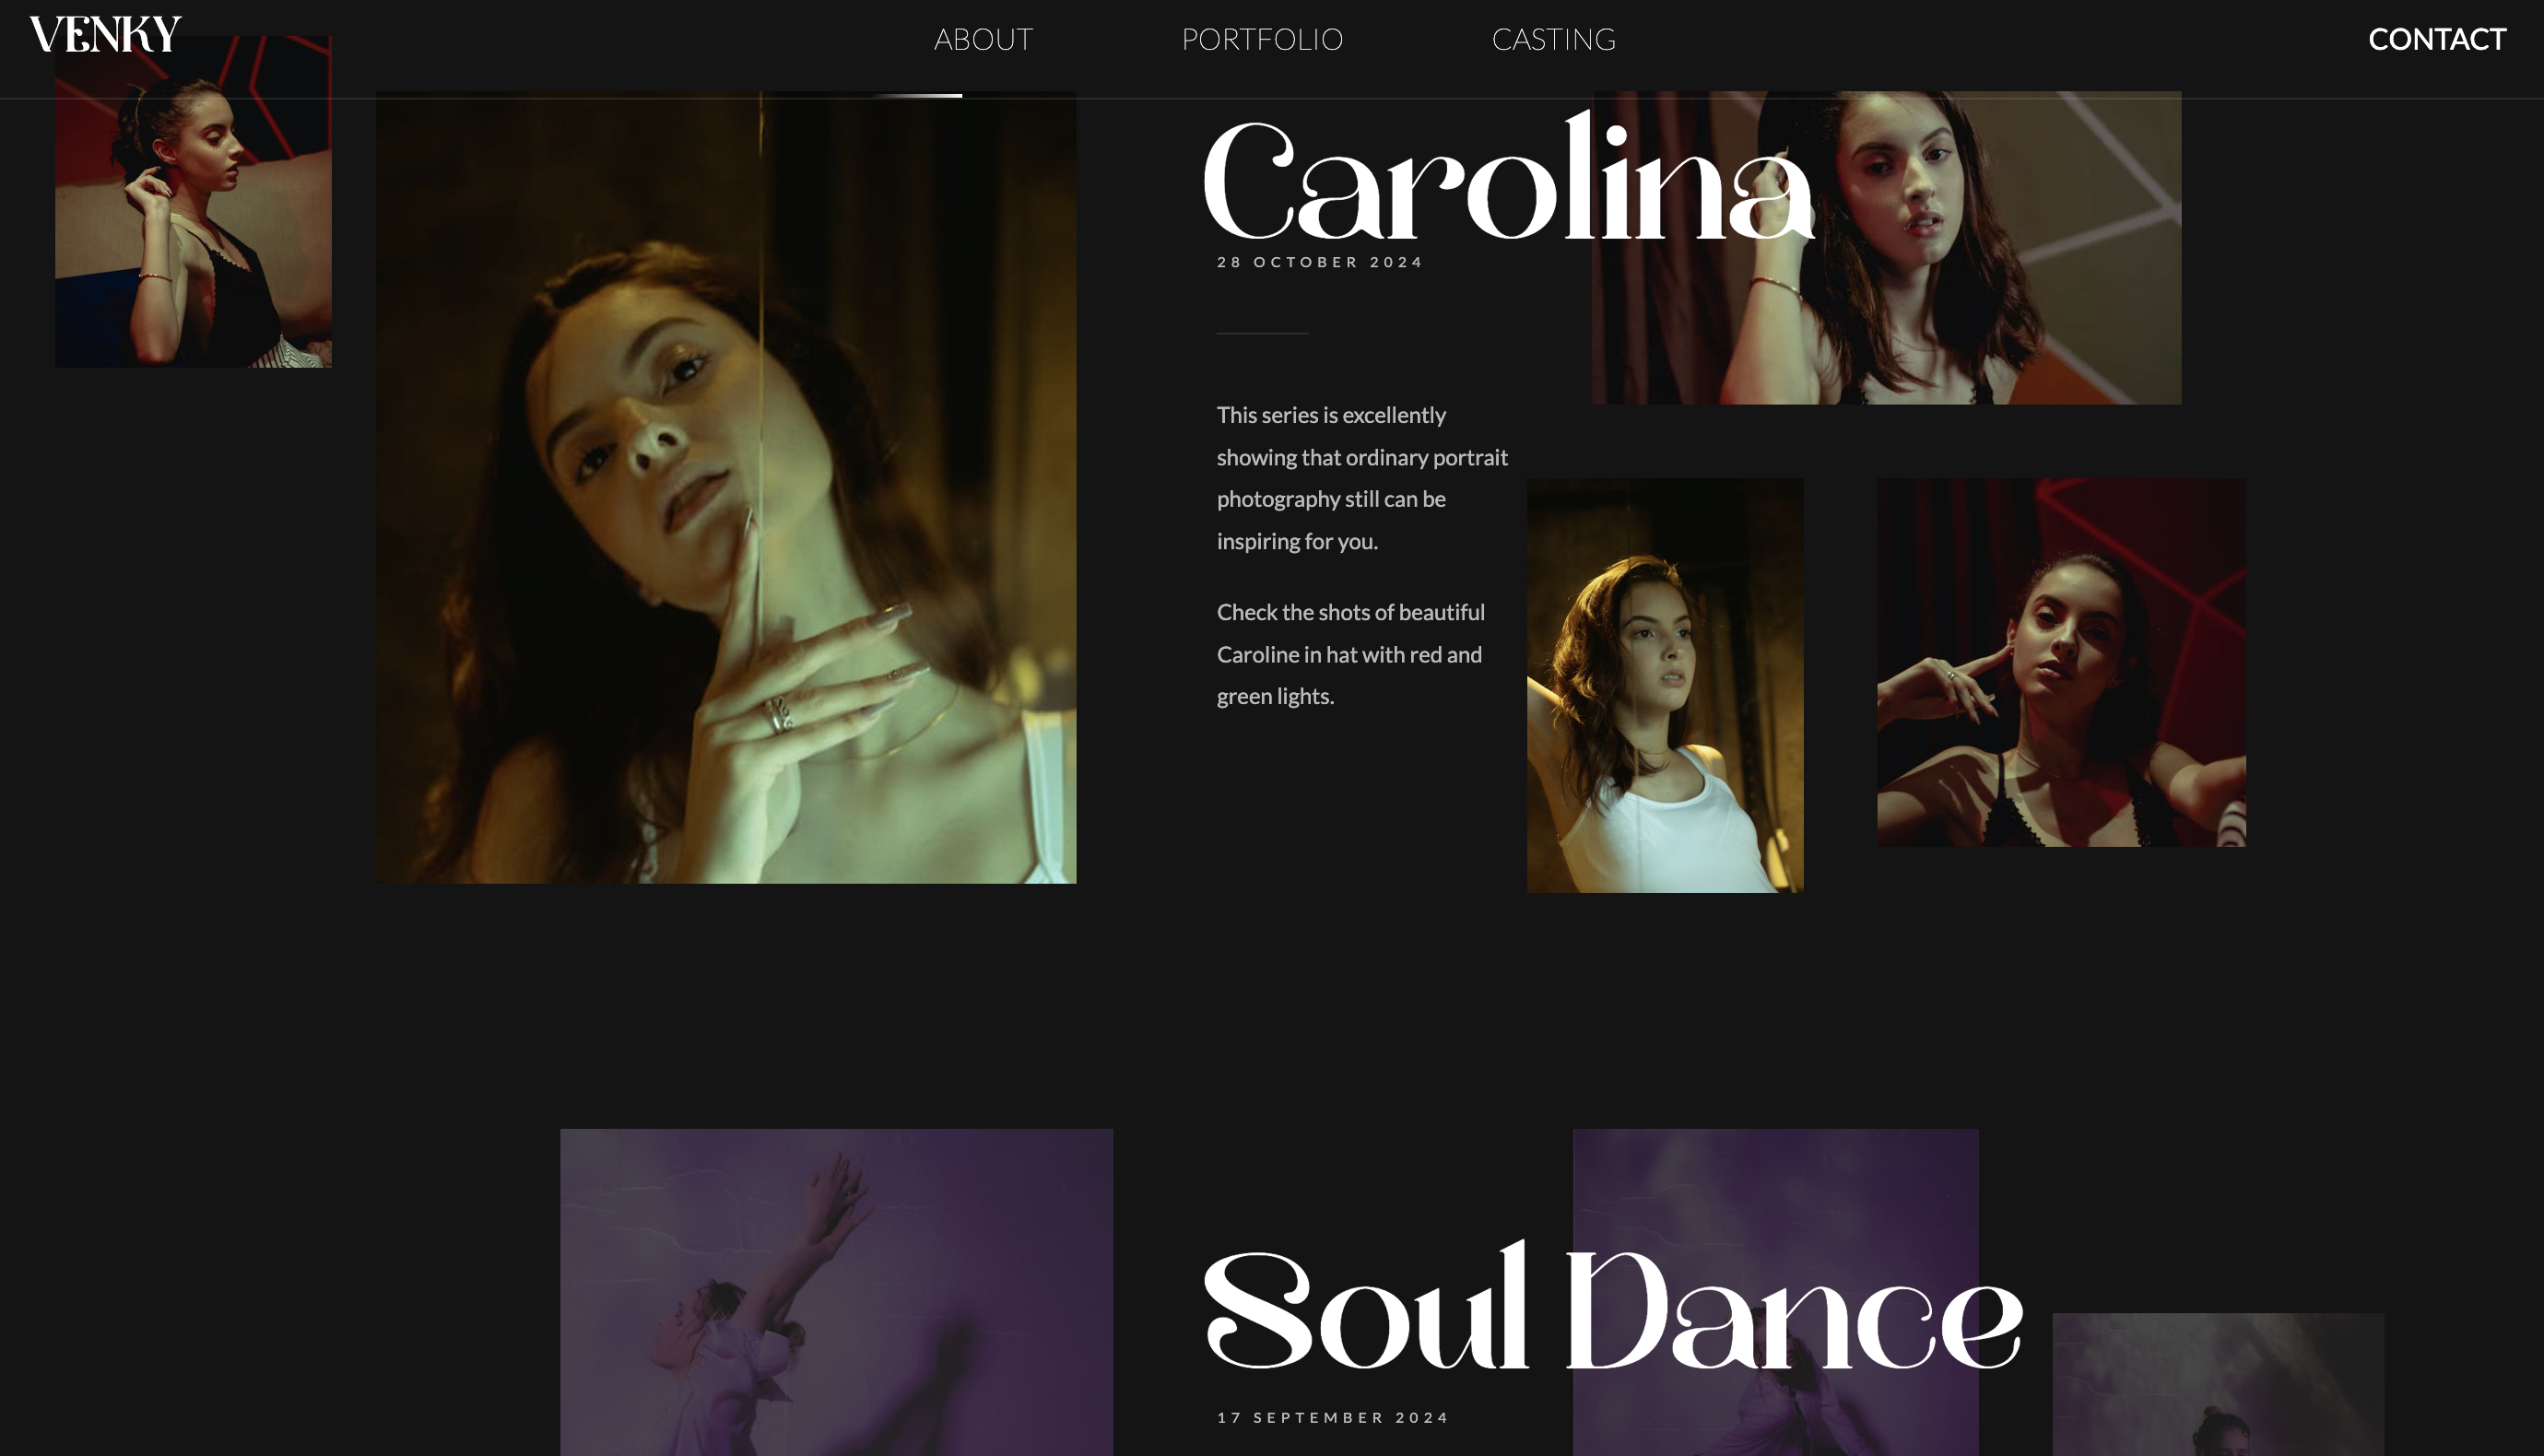 VENKY
ABOUT
PORTFOLIO
CASTING
CONTACT
Carolina
28 OCTOBER 2024
This series is excellently
showing that ordinary portrait
photography still can be
inspiring for you.
Check the shots of beautiful
Caroline in hat with red and
green lights.
Soul Dance
17 SEPTEMBER 2024